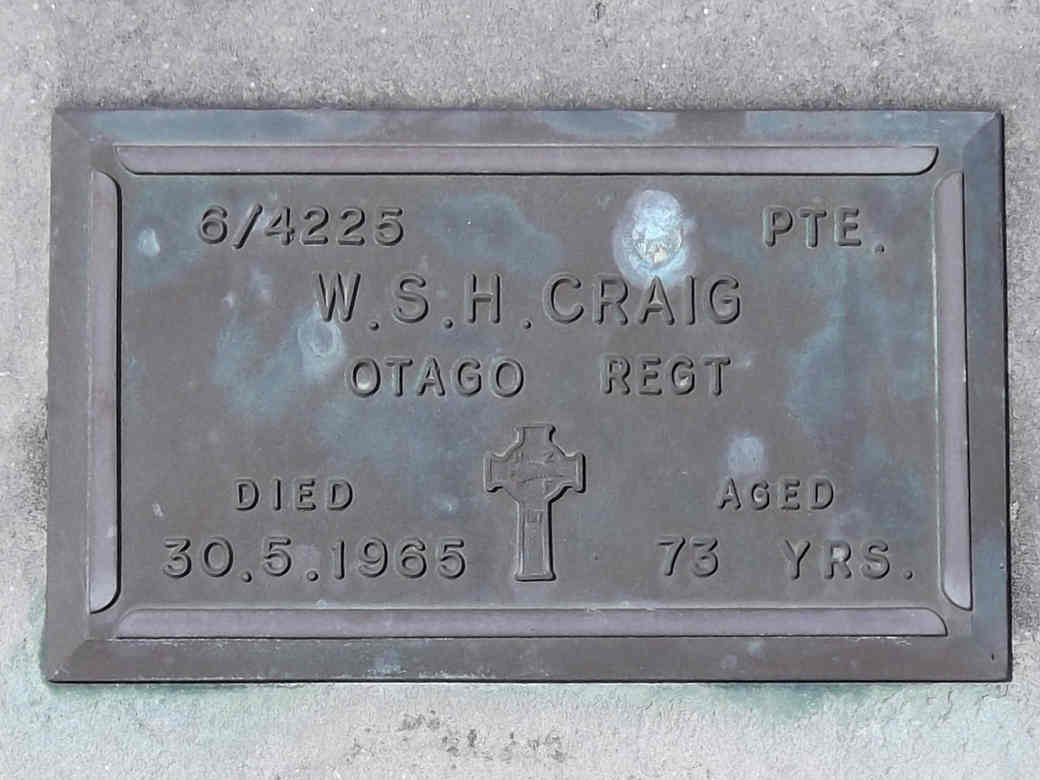 6/4225 PTE.
W.S.H.CRAIG
OTAGO REGT
DIED AGED
30.5.1965 73 YRS.